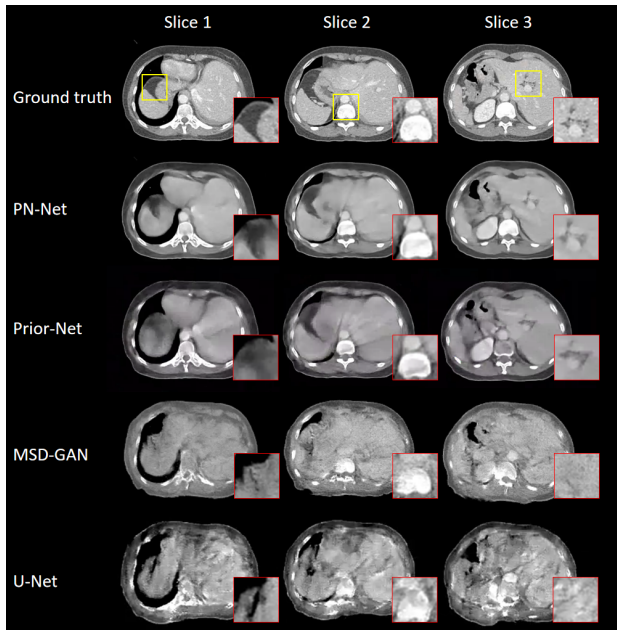 Slice 1 Slice 2 Slice 3
Ground truth
PN-Net
Prior-Net
MSD-GAN
U-Net